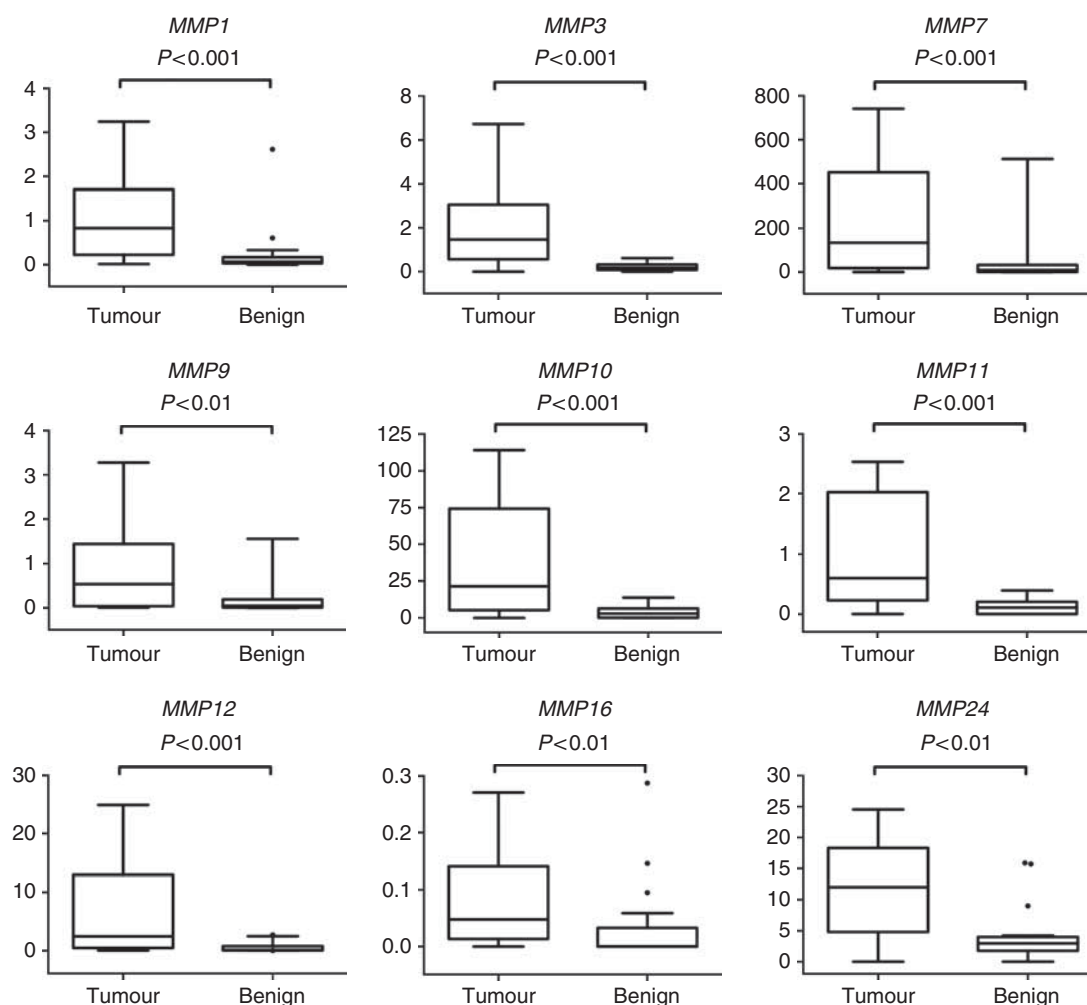 MMP1
P<0.001
4
3
2
1
0
Tumour Benign
MMP3
P<0.001
8
6
4
2
0
Tumour Benign
MMP7
P<0.001
800
600
400
200
0
Tumour Benign
MMP9
P<0.01
4
3
2
1
0
Tumour Benign
MMP10
P<0.001
125
100
75
50
25
0
Tumour Benign
MMP11
P<0.001
3
2
1
0
Tumour Benign
MMP12
P<0.001
30
20
10
0
Tumour Benign
MMP16
P<0.01
0.3
0.2
0.1
0.0
Tumour Benign
MMP24
P<0.01
30
25
20
15
10
5
0
Tumour Benign